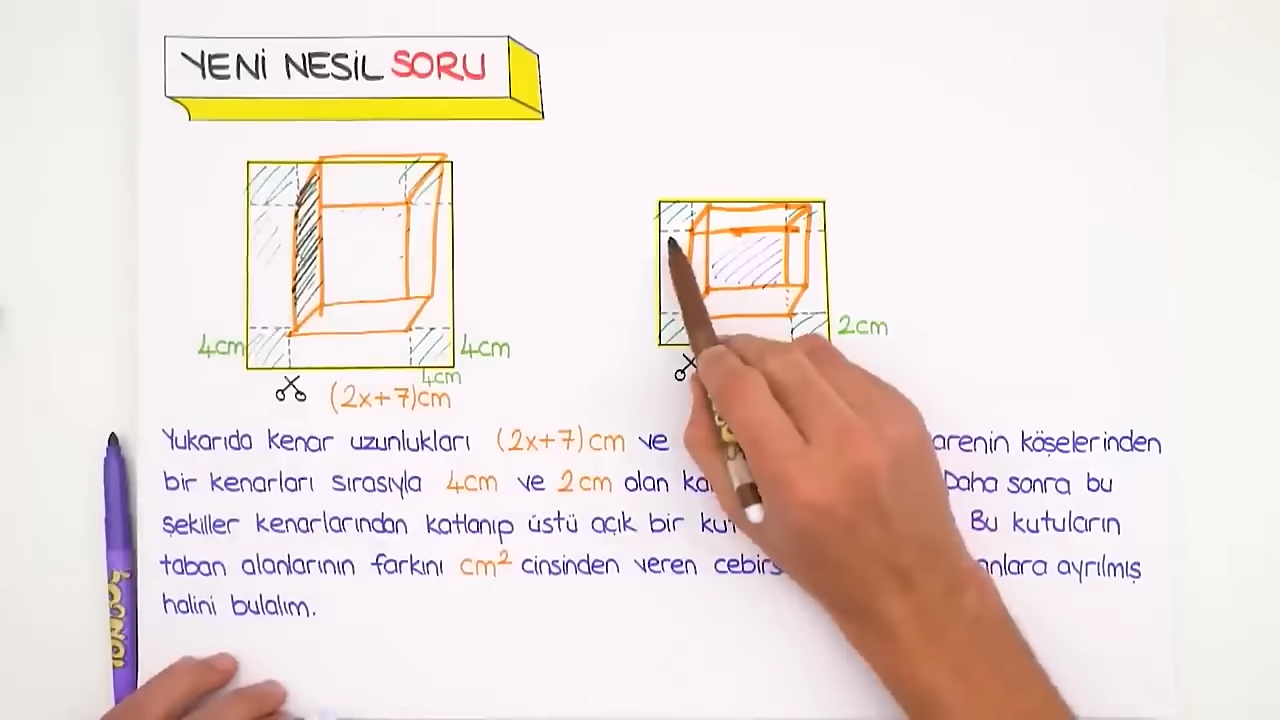 YENİ NESİL SORU
4cm 4cm
4cm
2cm
(2x+7)cm
Yukarıda kenar uzunlukları (2x+7)cm ve arenin köşelerinden
bir kenarları sırasıyla 4cm ve 2cm olan ka Daha sonra bu
şekiller kenarlarından katlanıp üstü açık bir kut Bu kutuların
taban alanlarının farkını cm² cinsinden veren cebirs anlara ayrılmış
halini bulalım.